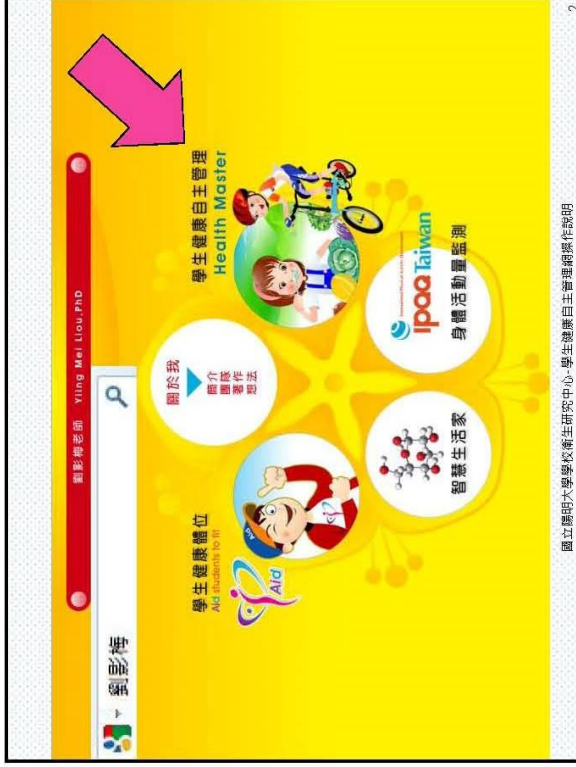 劉影梅
劉影梅老師 Yiing Mei Liou.PhD
關於我
簡介
團隊
著作
想法
學生健康體位
Aid students to fit
Aid
Aid
學生健康自主管理
Health Master
智慧生活家
ipaq Taiwan
身體活動量監測
國立陽明大學學校衛生研究中心-學生健康自主管理網操作說明
2